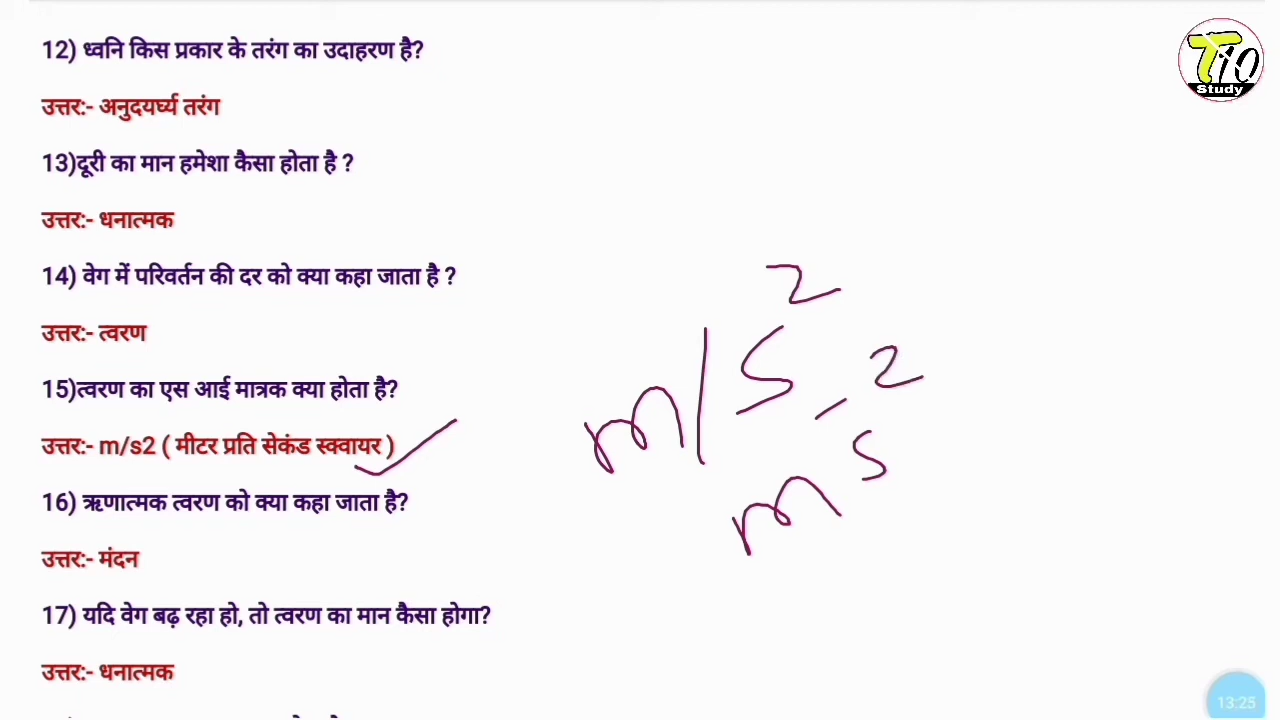 12) ध्वनि किस प्रकार के तरंग का उदाहरण है?
उत्तर:- अनुदयर्घ्य तरंग
13)दूरी का मान हमेशा कैसा होता है ?
उत्तर:- धनात्मक
14) वेग में परिवर्तन की दर को क्या कहा जाता है ?
उत्तर:- त्वरण
15)त्वरण का एस आई मात्रक क्या होता है?
उत्तर:- m/s2 ( मीटर प्रति सेकंड स्क्वायर )
16) ऋणात्मक त्वरण को क्या कहा जाता है?
उत्तर:- मंदन
17) यदि वेग बढ़ रहा हो, तो त्वरण का मान कैसा होगा?
उत्तर:- धनात्मक
m/s²
ms⁻²
T10
Study
13:25